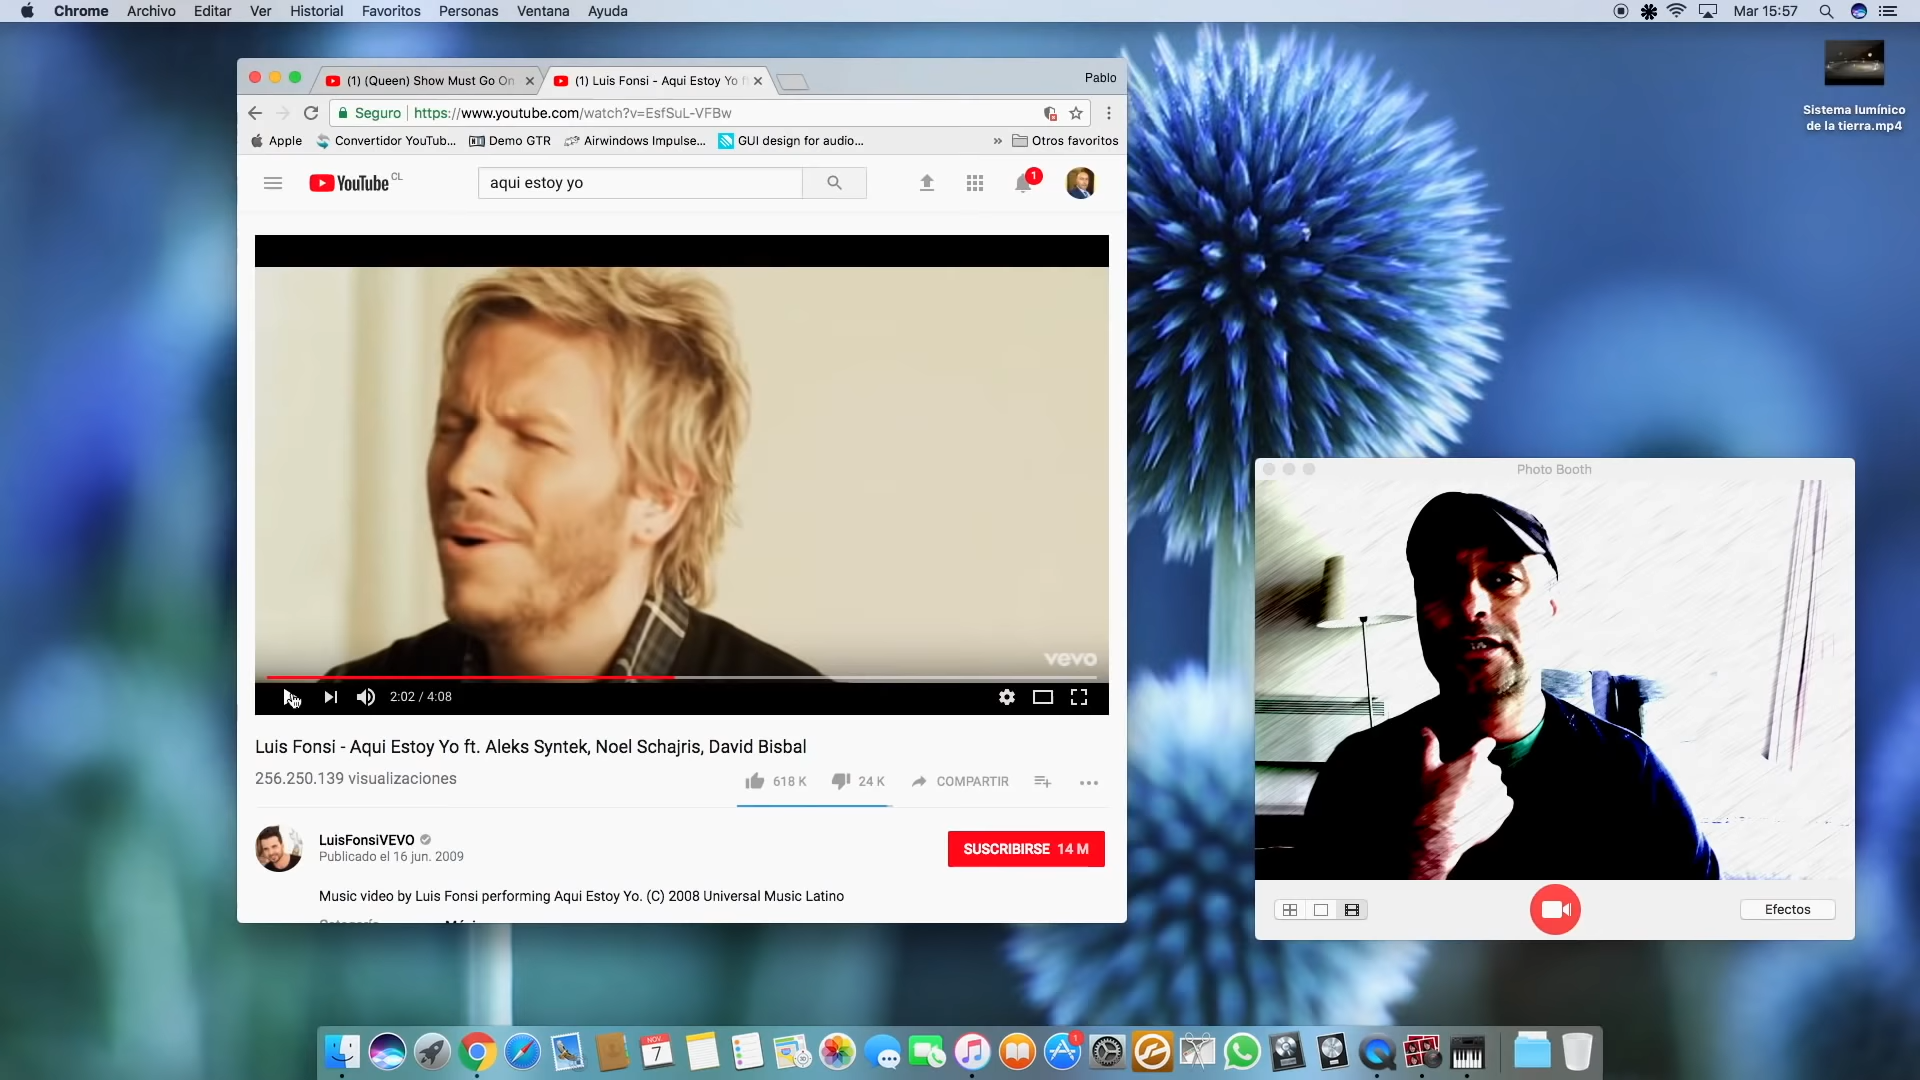 Chrome Archivo Editar Ver Historial Favoritos Personas Ventana Ayuda Mar 15:57
Sistema lumínico
de la tierra.mp4
(1) (Queen) Show Must Go On (1) Luis Fonsi - Aqui Estoy Yo f Pablo
Seguro https://www.youtube.com/watch?v=EsfSuL-VFBw
Apple Convertidor YouTub... Demo GTR Airwindows Impulse... GUI design for audio... » Otros favoritos
YouTube CL aqui estoy yo 1
vevo
2:02 / 4:08
Luis Fonsi - Aqui Estoy Yo ft. Aleks Syntek, Noel Schajris, David Bisbal
256.250.139 visualizaciones
618 K 24 K COMPARTIR
LuisFonsiVEVO
Publicado el 16 jun. 2009
SUSCRIBIRSE 14 M
Music video by Luis Fonsi performing Aqui Estoy Yo. (C) 2008 Universal Music Latino
Photo Booth
Efectos
NOV
7
1